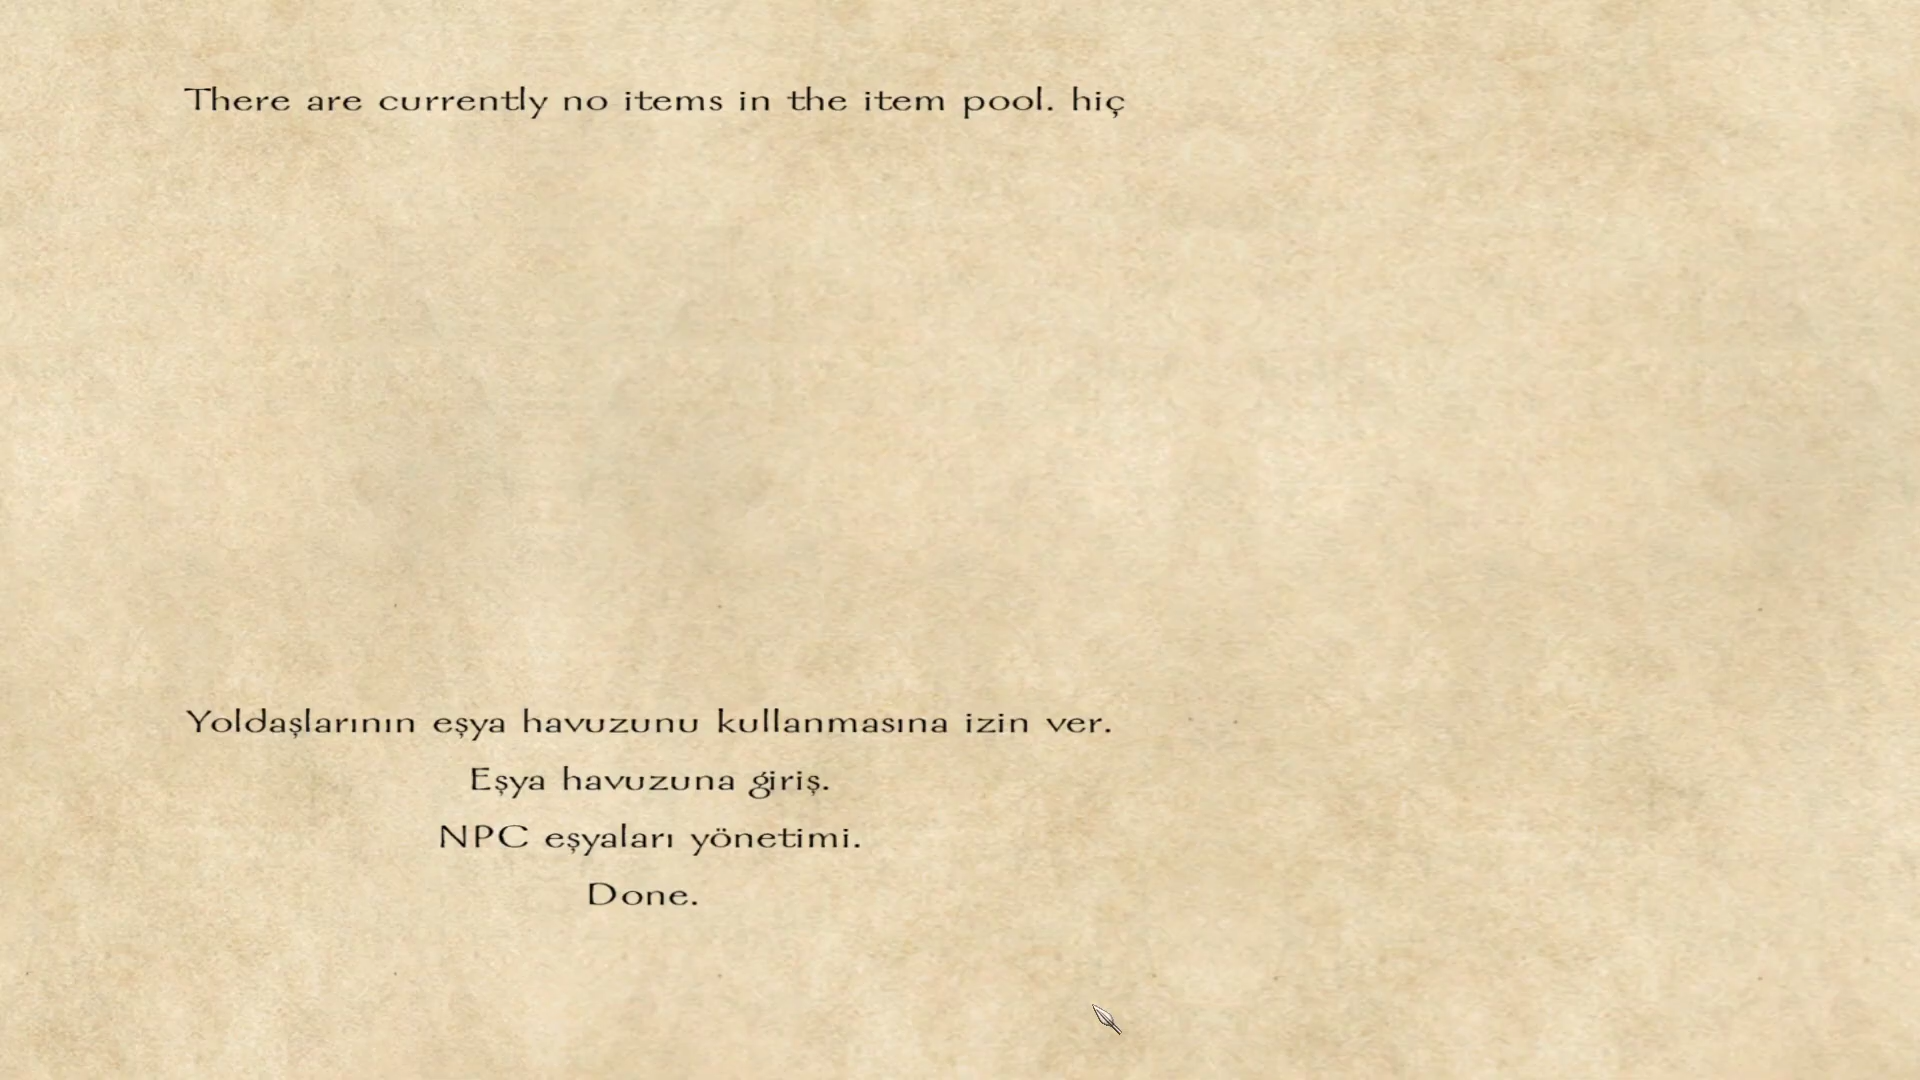 There are currently no items in the item pool. hiç
Yoldaşlarının eşya havuzunu kullanmasına izin ver.
Eşya havuzuna giriş.
NPC eşyaları yönetimi.
Done.